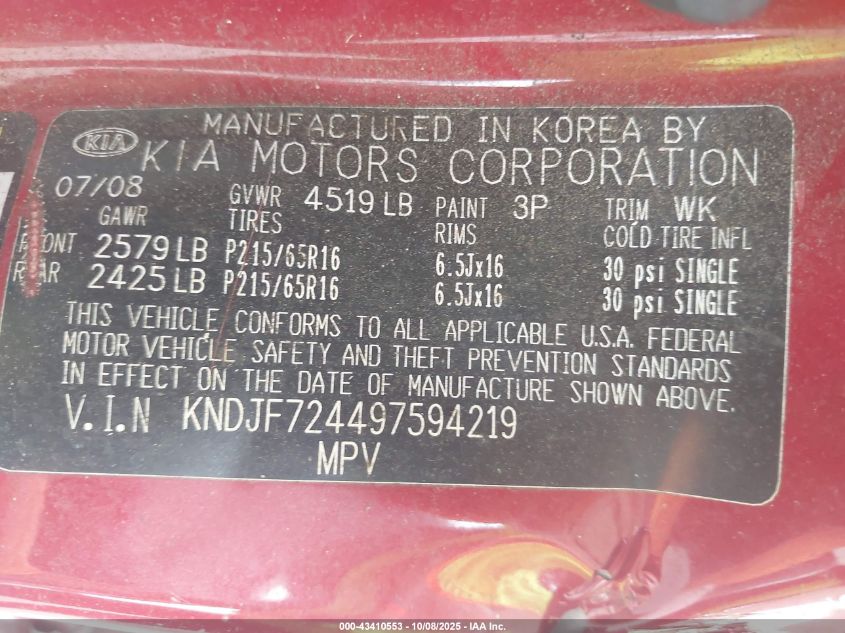 MANUFACTURED IN KOREA BY
KIA KIA MOTORS CORPORATION
07/08 GVWR 4519 LB PAINT 3P TRIM WK
GAWR TIRES RIMS COLD TIRE INFL
FRONT 2579 LB P215/65R16 6.5Jx16 30 psi SINGLE
REAR 2425 LB P215/65R16 6.5Jx16 30 psi SINGLE
THIS VEHICLE CONFORMS TO ALL APPLICABLE U.S.A. FEDERAL
MOTOR VEHICLE SAFETY AND THEFT PREVENTION STANDARDS
IN EFFECT ON THE DATE OF MANUFACTURE SHOWN ABOVE.
V.I.N KNDJF724497594219
MPV
000-43410553 - 10/08/2025 - IAA Inc.